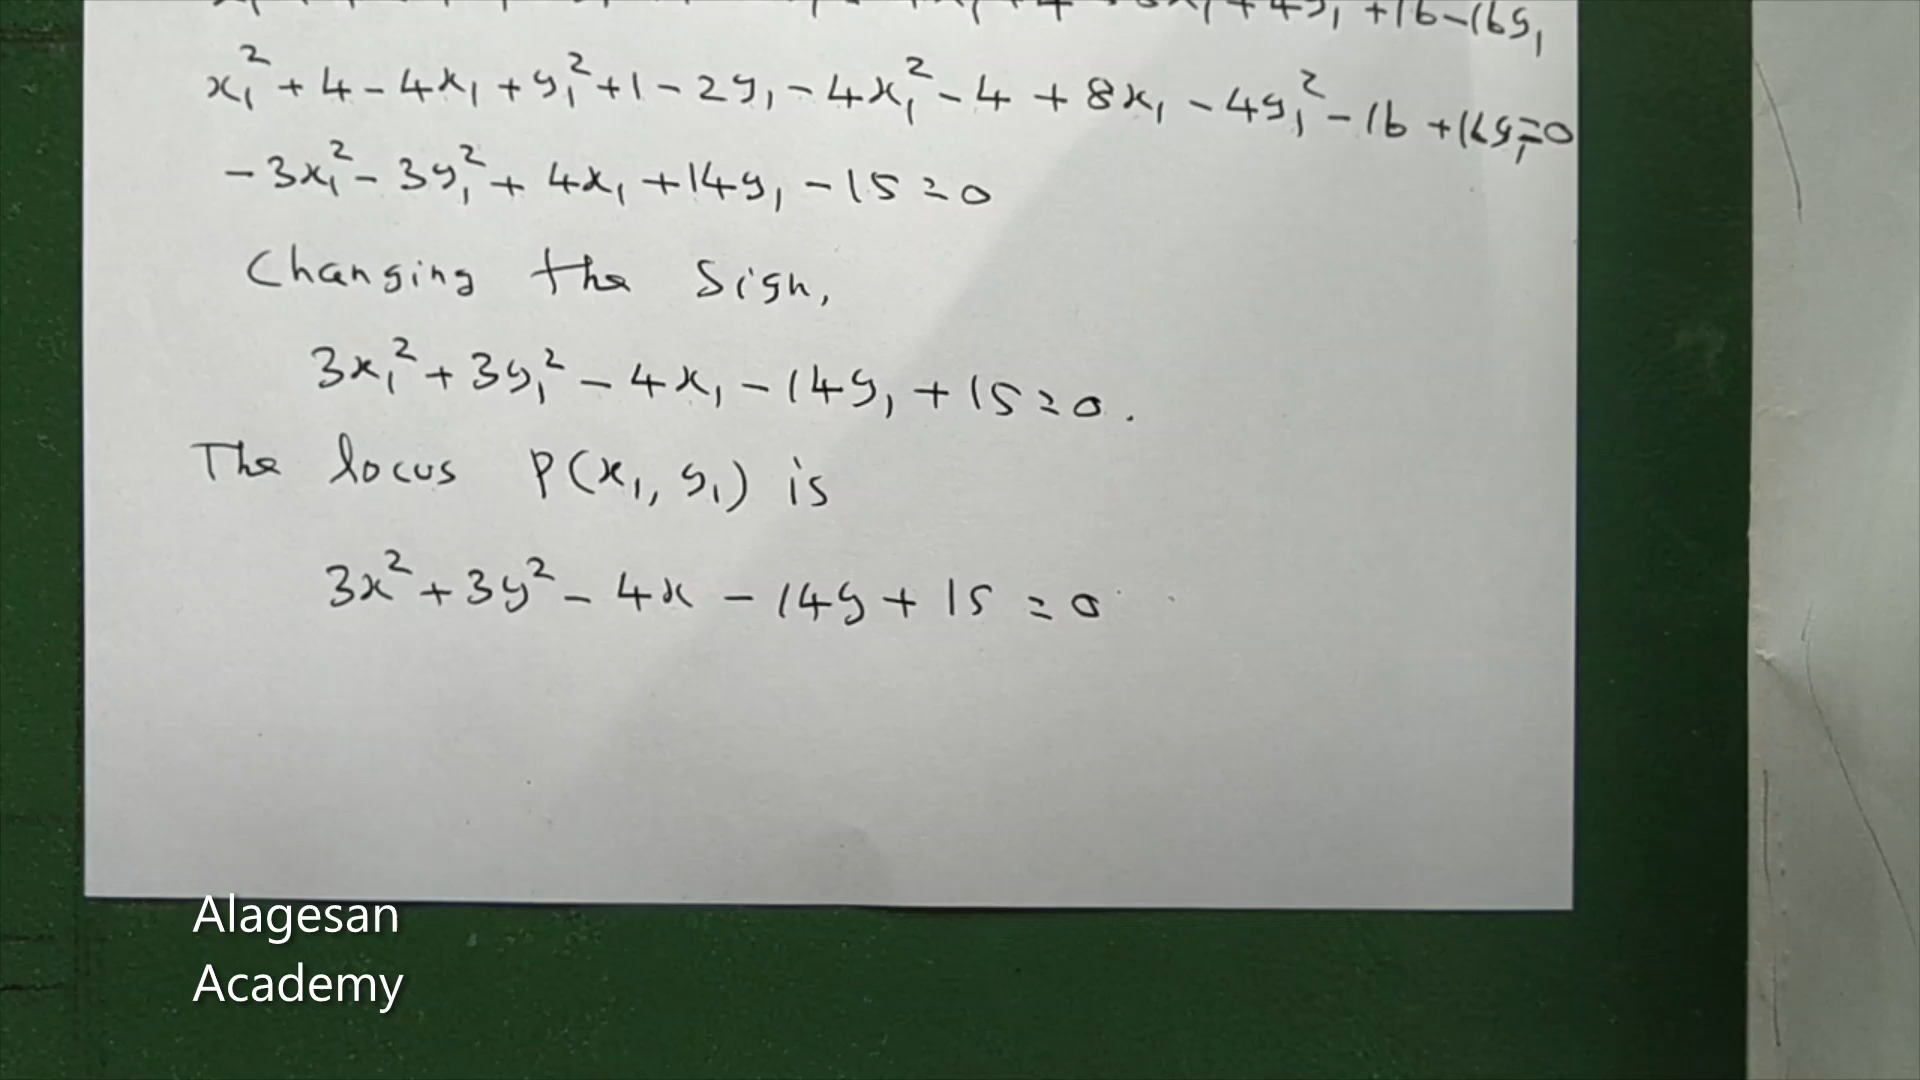 +16-16y₁
x₁² + 4 - 4x₁ + y₁² + 1 - 2y₁ - 4x₁² - 4 + 8x₁ - 4y₁² - 16 + 16y₁ = 0
- 3x₁² - 3y₁² + 4x₁ + 14y₁ - 15 = 0
Changing the Sign,
3x₁² + 3y₁² - 4x₁ - 14y₁ + 15 = 0.
The locus P(x₁, y₁) is
3x² + 3y² - 4x - 14y + 15 = 0
Alagesan
Academy